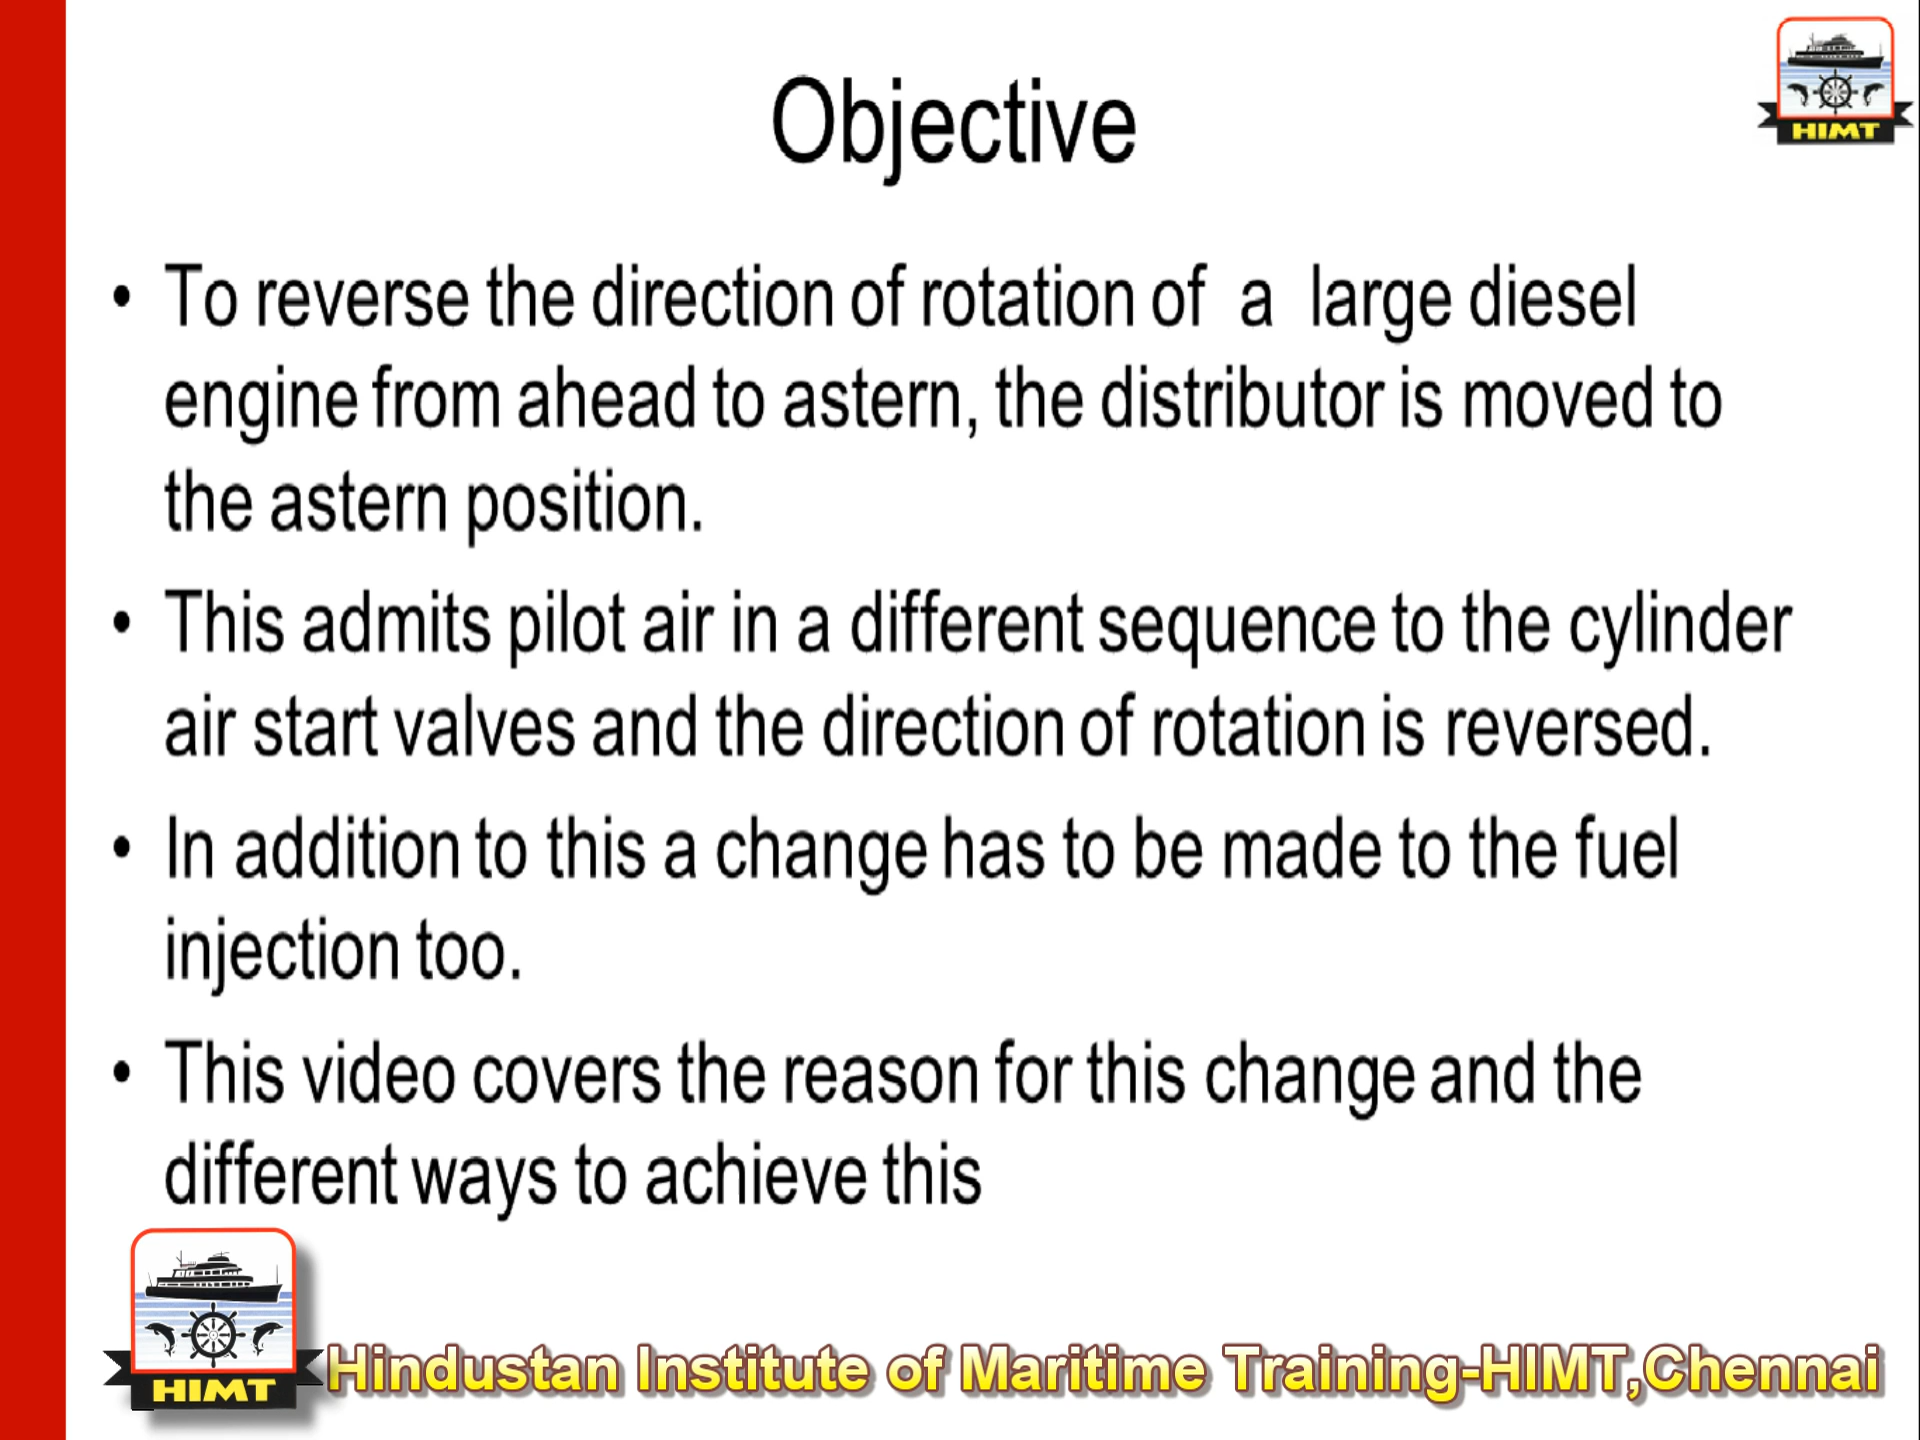 Objective
HIMT
• To reverse the direction of rotation of a large diesel
engine from ahead to astern, the distributor is moved to
the astern position.
• This admits pilot air in a different sequence to the cylinder
air start valves and the direction of rotation is reversed.
• In addition to this a change has to be made to the fuel
injection too.
• This video covers the reason for this change and the
different ways to achieve this
HIMT
Hindustan Institute of Maritime Training-HIMT,Chennai